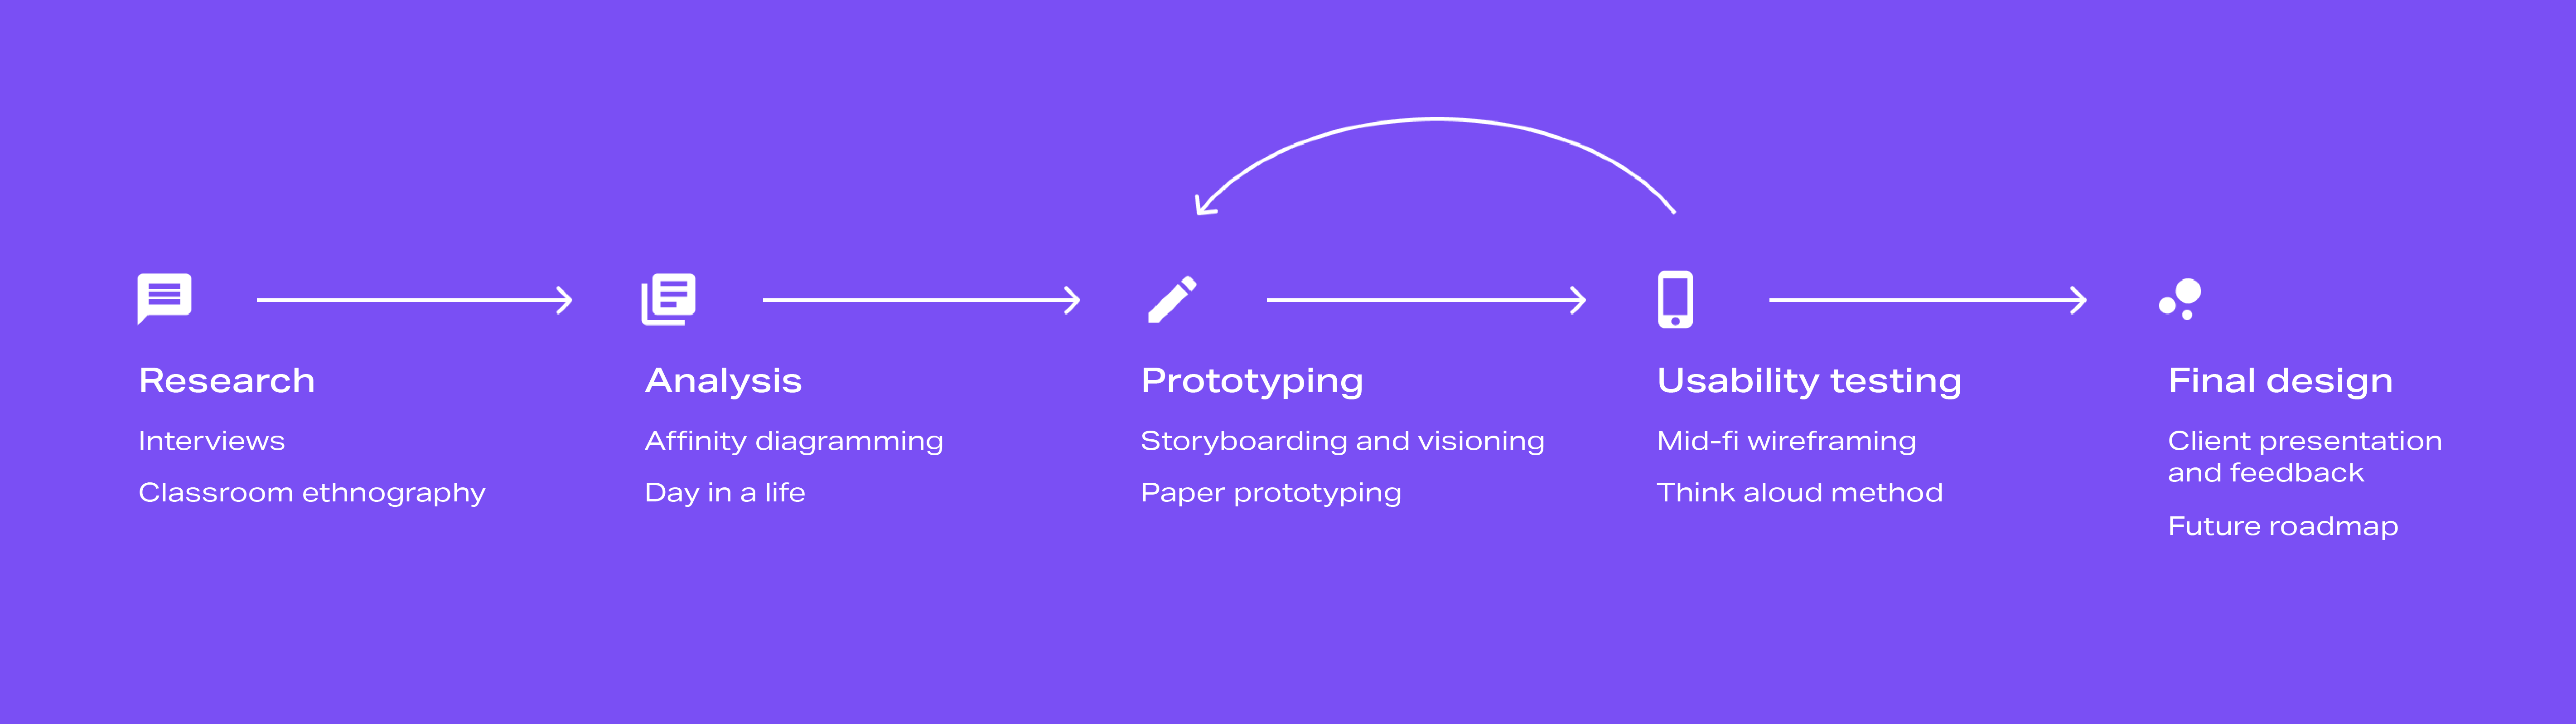 Research
Interviews
Classroom ethnography
Analysis
Affinity diagramming
Day in a life
Prototyping
Storyboarding and visioning
Paper prototyping
Usability testing
Mid-fi wireframing
Think aloud method
Final design
Client presentation
and feedback
Future roadmap